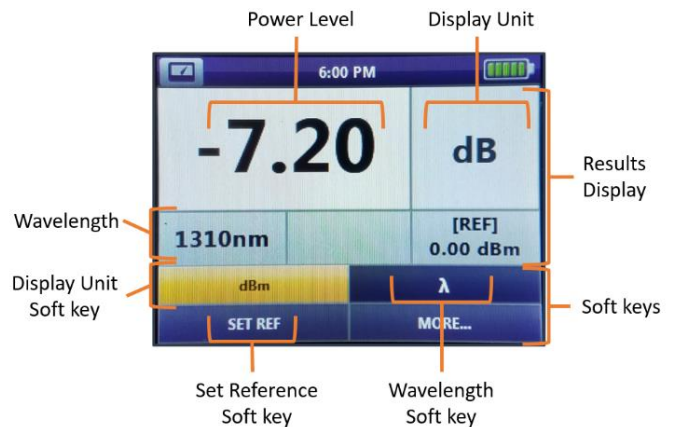 Power Level
Display Unit
6:00 PM
-7.20
dB
Results
Display
Wavelength
1310nm
[REF]
0.00 dBm
Display Unit
Soft key
dBm
λ
Soft keys
SET REF
MORE...
Set Reference
Soft key
Wavelength
Soft key